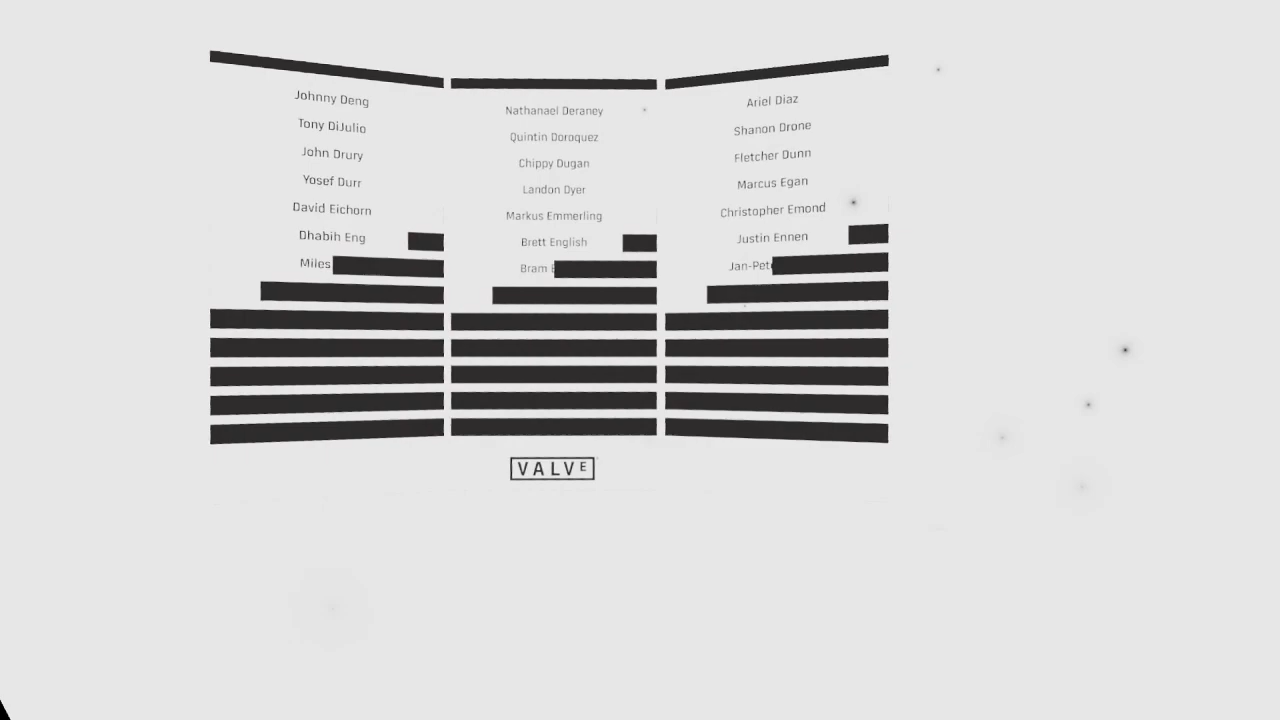 Johnny Deng
Tony DiJulio
John Drury
Yosef Durr
David Eichorn
Dhabih Eng
Miles
Nathanael Deraney
Quintin Doroquez
Chippy Dugan
Landon Dyer
Markus Emmerling
Brett English
Bram
Ariel Diaz
Shanon Drone
Fletcher Dunn
Marcus Egan
Christopher Emond
Justin Ennen
VALVE